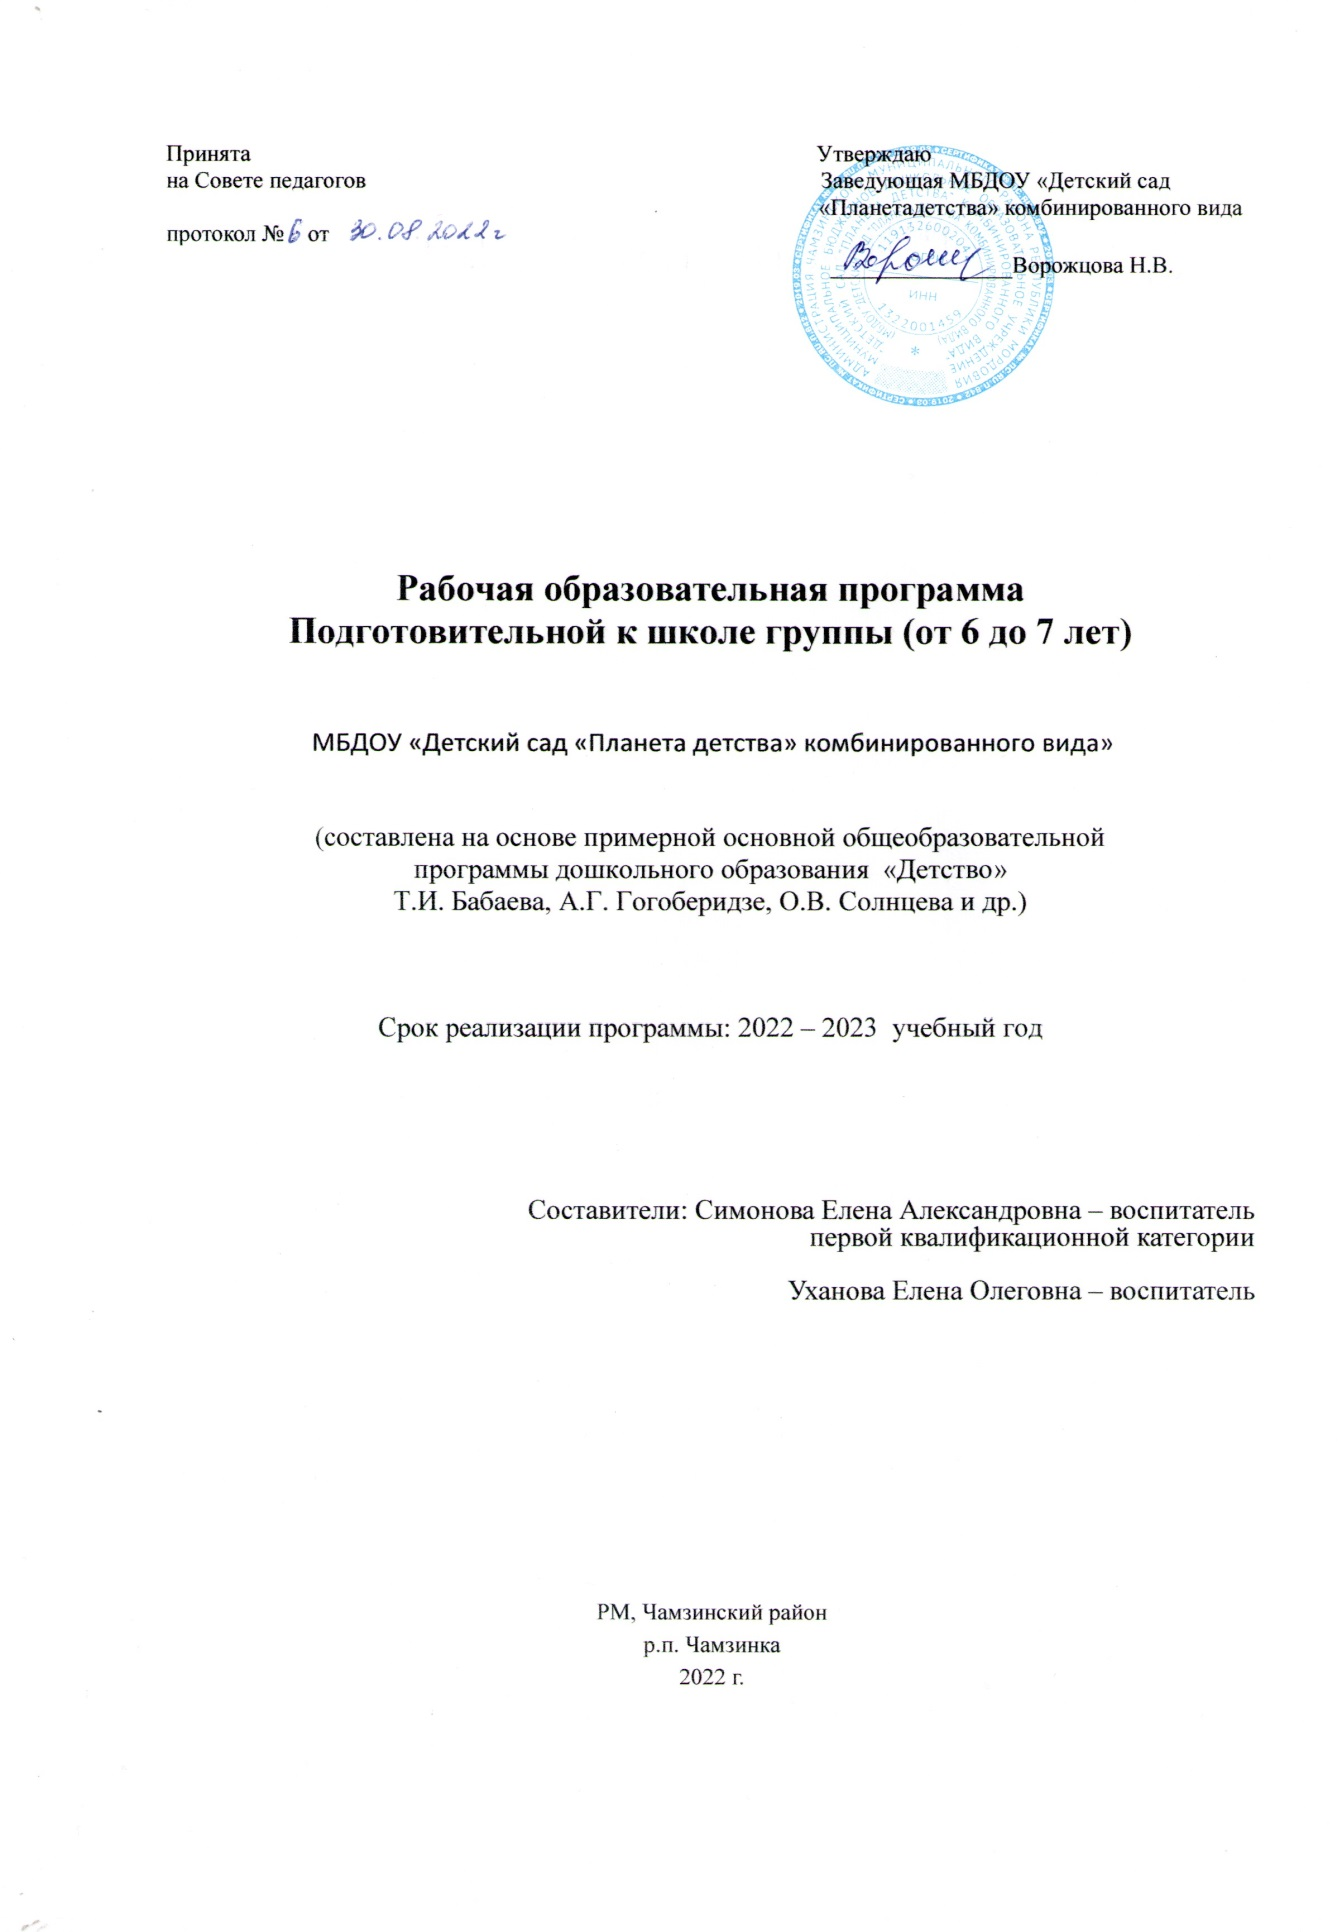 Принята
на Совете педагогов
протокол №6 от 30.08.2022г
Утверждаю
Заведующая МБДОУ «Детский сад
«Планетадетства» комбинированного вида
Ворожцова Н.В.
ИНН
1322001459
Рабочая образовательная программа
Подготовительной к школе группы (от 6 до 7 лет)
МБДОУ «Детский сад «Планета детства» комбинированного вида»
(составлена на основе примерной основной общеобразовательной
программы дошкольного образования «Детство»
Т.И. Бабаева, А.Г. Гогоберидзе, О.В. Солнцева и др.)
Срок реализации программы: 2022 – 2023 учебный год
Составители: Симонова Елена Александровна – воспитатель
первой квалификационной категории
Уханова Елена Олеговна – воспитатель
РМ, Чамзинский район
р.п. Чамзинка
2022 г.